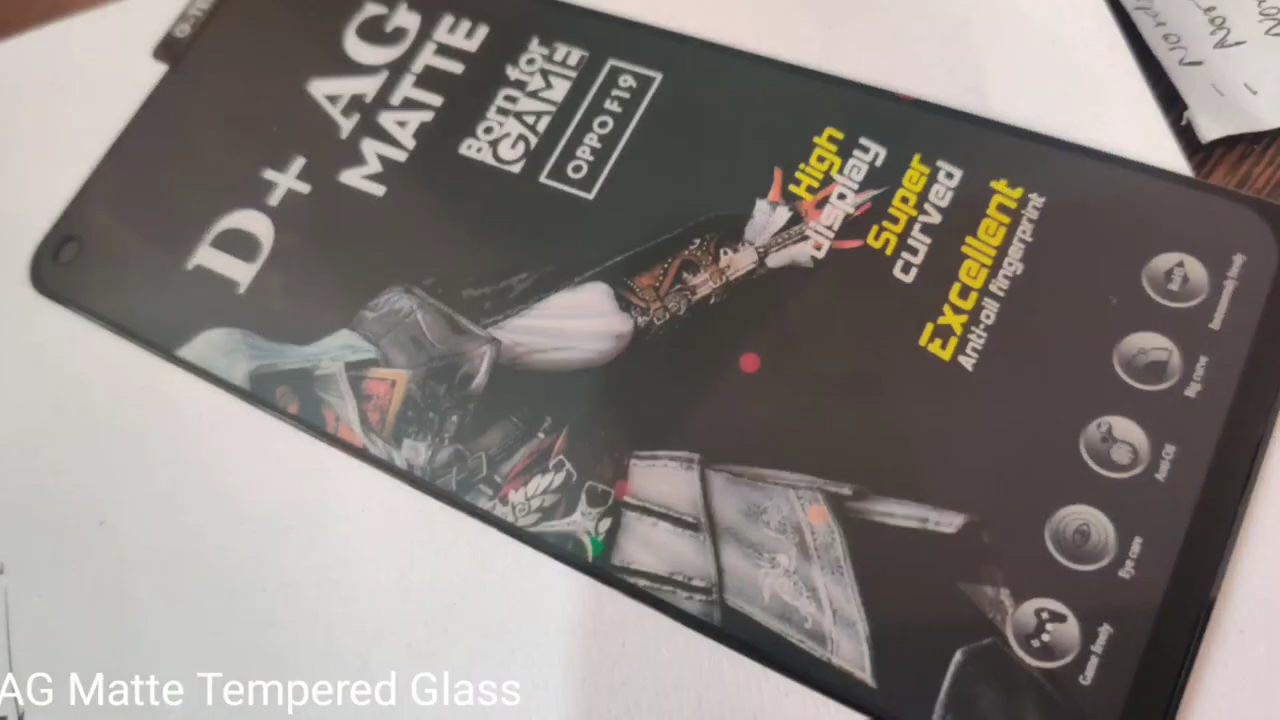 D+
AG
MATTE
Born for
GAME
OPPO F19
High
display
Super
curved
Excellent
Anti-oil fingerprint
Big curve
Anti-Oil
Eye care
Game freely
AG Matte Tempered Glass